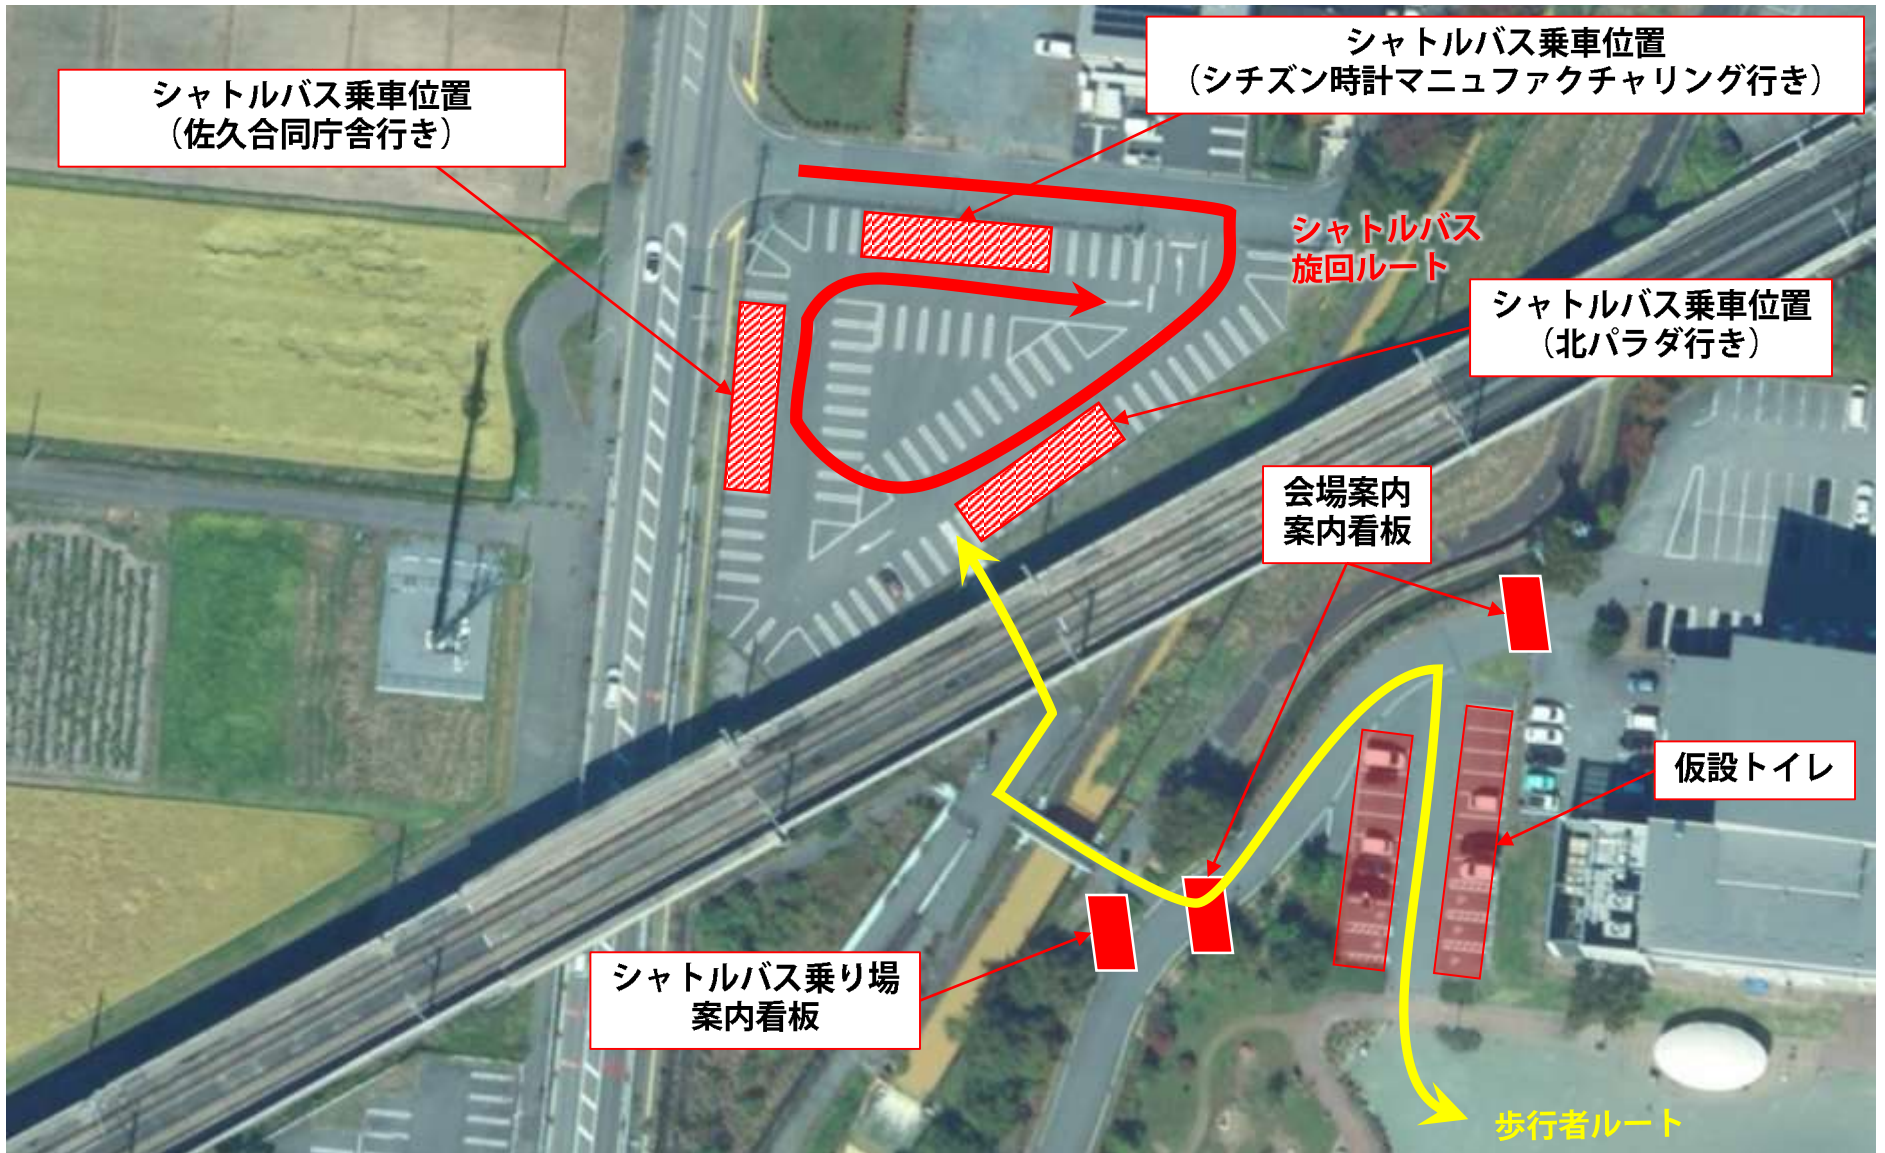 シャトルバス乗車位置
（シチズン時計マニュファクチャリング行き）
シャトルバス乗車位置
（佐久合同庁舎行き）
シャトルバス
旋回ルート
シャトルバス乗車位置
（北パラダ行き）
会場案内
案内看板
仮設トイレ
シャトルバス乗り場
案内看板
歩行者ルート